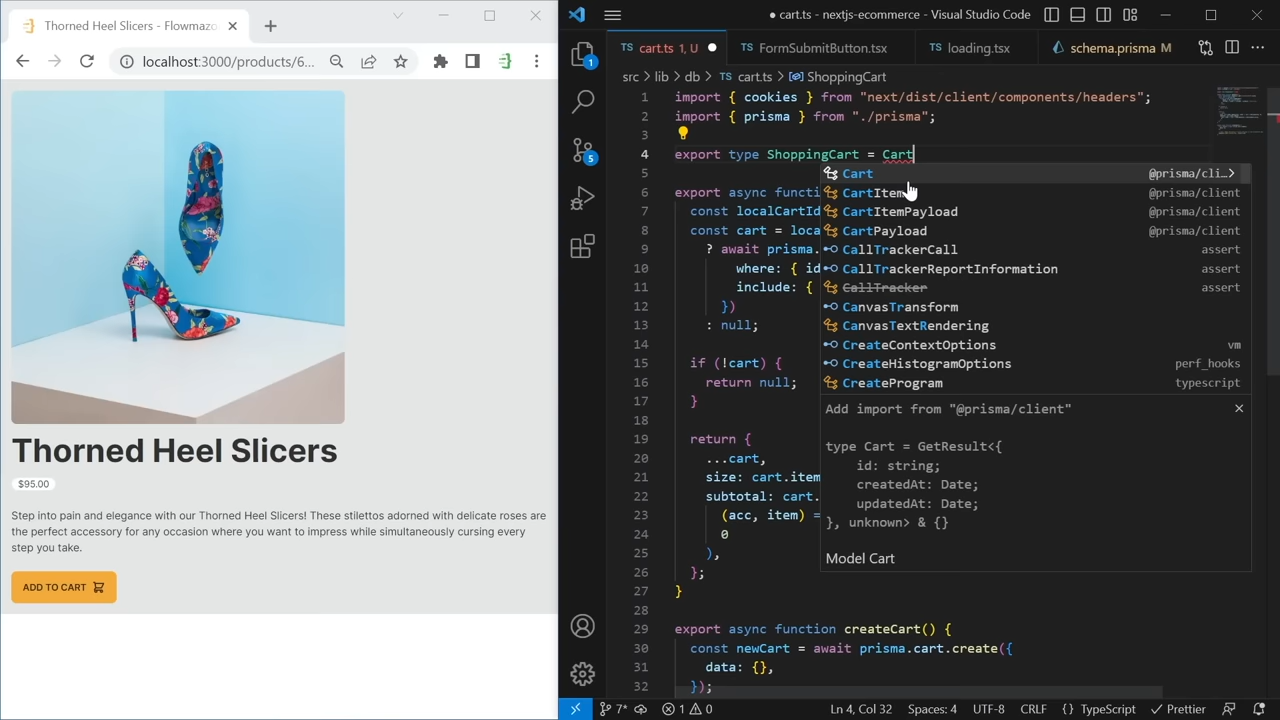 Thorned Heel Slicers - Flowmazo
localhost:3000/products/6...
Thorned Heel Slicers
$95.00
Step into pain and elegance with our Thorned Heel Slicers! These stilettos adorned with delicate roses are
the perfect accessory for any occasion where you want to impress while simultaneously cursing every
step you take.
ADD TO CART
● cart.ts - nextjs-ecommerce - Visual Studio Code
TS cart.ts 1, U ●
TS FormSubmitButton.tsx
TS loading.tsx
schema.prisma M
src > lib > db > TS cart.ts > ShoppingCart
1 import { cookies } from "next/dist/client/components/headers";
2 import { prisma } from "./prisma";
3
4 export type ShoppingCart = Cart
5
6 export async functi
7 const localCartId
8 const cart = loca
9 ? await prisma.
10 where: { id
11 include: {
12 })
13 : null;
14
15 if (!cart) {
16 return null;
17 }
18
19 return {
20 ...cart,
21 size: cart.item
22 subtotal: cart.
23 (acc, item) =
24 0
25 ),
26 };
27 }
28
29 export async function createCart() {
30 const newCart = await prisma.cart.create({
31 data: {},
32 });
Cart @prisma/cli...
CartItem @prisma/client
CartItemPayload @prisma/client
CartPayload @prisma/client
CallTrackerCall assert
CallTrackerReportInformation assert
CallTracker assert
CanvasTransform
CanvasTextRendering
CreateContextOptions vm
CreateHistogramOptions perf_hooks
CreateProgram typescript
Add import from "@prisma/client"
type Cart = GetResult<{
id: string;
createdAt: Date;
updatedAt: Date;
}, unknown> & {}
Model Cart
1
5
7* 1 0 Ln 4, Col 32 Spaces: 4 UTF-8 CRLF {} TypeScript Prettier